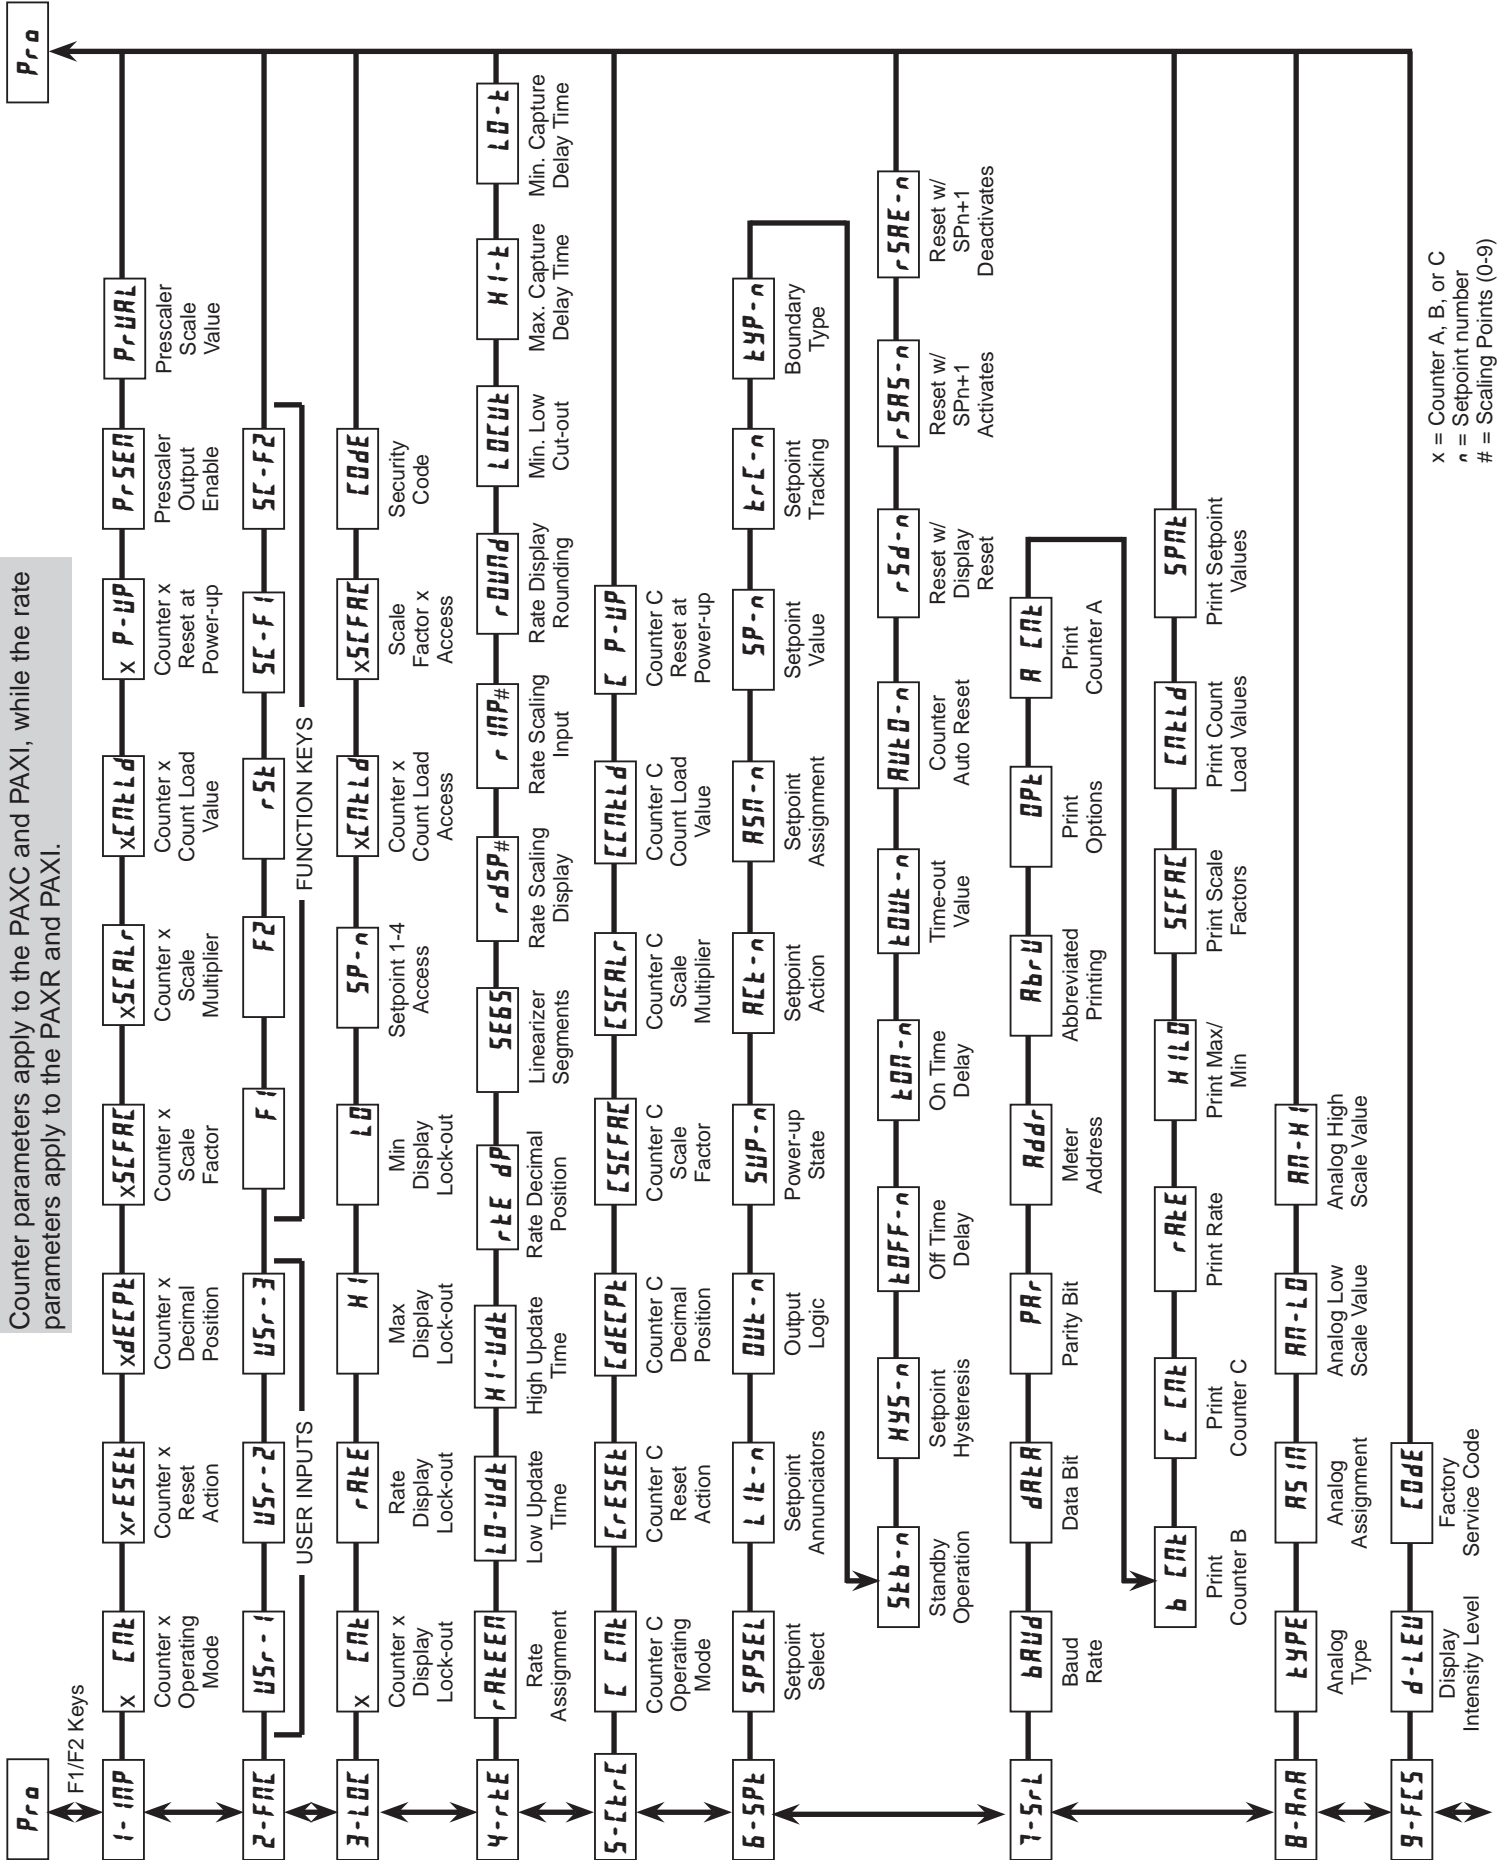 Counter parameters apply to the PAXC and PAXI, while the rate
parameters apply to the PAXR and PAXI.
Pro
Pro
F1/F2 Keys
1-INP
x CNt
Counter x
Operating
Mode
xrESEt
Counter x
Reset
Action
xdECPt
Counter x
Decimal
Position
xSCFAC
Counter x
Scale
Factor
xSCALr
Counter x
Scale
Multiplier
xCNtLd
Counter x
Count Load
Value
x P-UP
Counter x
Reset at
Power-up
PrSEN
Prescaler
Output
Enable
PrVAL
Prescaler
Scale
Value
2-FNC
USr-1
USr-2
USr-3
F1
F2
rSt
SC-F1
SC-F2
USER INPUTS
FUNCTION KEYS
3-LOC
x CNt
Counter x
Display
Lock-out
rAtE
Rate
Display
Lock-out
HI
Max
Display
Lock-out
LO
Min
Display
Lock-out
SP-n
Setpoint 1-4
Access
xCNtLd
Counter x
Count Load
Access
xSCFAC
Scale
Factor x
Access
COdE
Security
Code
4-rtE
rAtEEN
Rate
Assignment
LO-Udt
Low Update
Time
HI-Udt
High Update
Time
rtE dP
Rate Decimal
Position
SEGS
Linearizer
Segments
rdSP#
Rate Scaling
Display
r INP#
Rate Scaling
Input
rOUNd
Rate Display
Rounding
LOCUt
Min. Low
Cut-out
HI-t
Max. Capture
Delay Time
LO-t
Min. Capture
Delay Time
5-CtrC
C CNt
Counter C
Operating
Mode
CrESEt
Counter C
Reset
Action
CdECPt
Counter C
Decimal
Position
CSCFAC
Counter C
Scale
Factor
CSCALr
Counter C
Scale
Multiplier
CCNtLd
Counter C
Count Load
Value
C P-UP
Counter C
Reset at
Power-up
6-SPt
SPSEL
Setpoint
Select
LIt-n
Setpoint
Annunciators
OUt-n
Output
Logic
SUP-n
Power-up
State
ACt-n
Setpoint
Action
ASN-n
Setpoint
Assignment
SP-n
Setpoint
Value
trC-n
Setpoint
Tracking
tYP-n
Boundary
Type
Stb-n
Standby
Operation
HYS-n
Setpoint
Hysteresis
tOFF-n
Off Time
Delay
tON-n
On Time
Delay
tOUt-n
Time-out
Value
AUtO-n
Counter
Auto Reset
rSd-n
Reset w/
Display
Reset
rSAS-n
Reset w/
SPn+1
Activates
rSAE-n
Reset w/
SPn+1
Deactivates
7-SrL
bAUd
Baud
Rate
dAtA
Data Bit
PAr
Parity Bit
Addr
Meter
Address
AbrV
Abbreviated
Printing
OPt
Print
Options
A CNt
Print
Counter A
b CNt
Print
Counter B
C CNt
Print
Counter C
rAtE
Print Rate
HILO
Print Max/
Min
SCFAC
Print Scale
Factors
CNtLd
Print Count
Load Values
SPNt
Print Setpoint
Values
8-AnA
tYPE
Analog
Type
ASIN
Analog
Assignment
AN-LO
Analog Low
Scale Value
AN-HI
Analog High
Scale Value
9-FCS
d-LEV
Display
Intensity Level
COdE
Factory
Service Code
x = Counter A, B, or C
n = Setpoint number
# = Scaling Points (0-9)